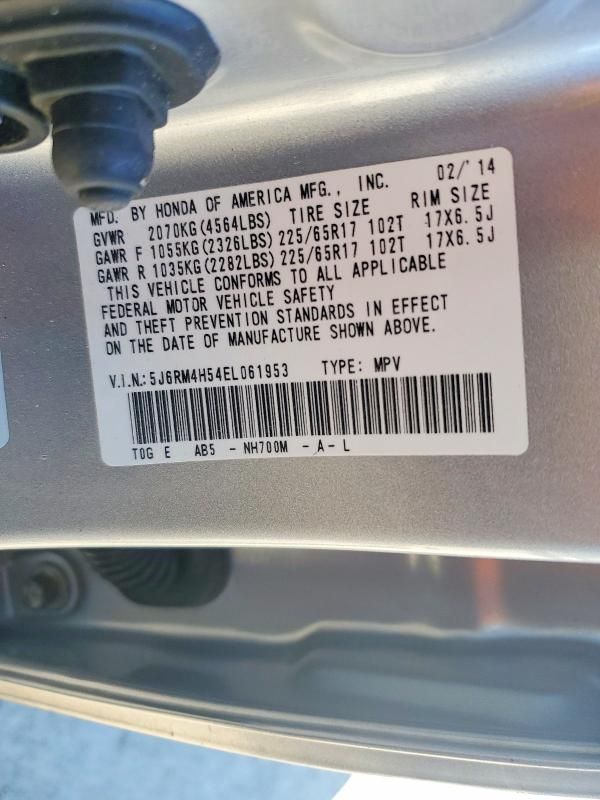 MFD. BY HONDA OF AMERICA MFG., INC. 02/'14
GVWR 2070KG(4564LBS) TIRE SIZE RIM SIZE
GAWR F 1055KG(2326LBS) 225/65R17 102T 17X6.5J
GAWR R 1035KG(2282LBS) 225/65R17 102T 17X6.5J
THIS VEHICLE CONFORMS TO ALL APPLICABLE
FEDERAL MOTOR VEHICLE SAFETY
AND THEFT PREVENTION STANDARDS IN EFFECT
ON THE DATE OF MANUFACTURE SHOWN ABOVE.
V.I.N.:5J6RM4H54EL061953 TYPE: MPV
T0G E AB5 - NH700M - A - L